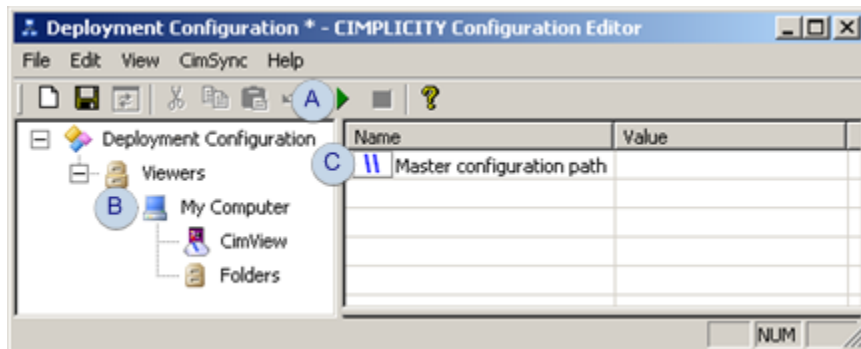 Deployment Configuration * - CIMPLICITY Configuration Editor
File Edit View CimSync Help
A
Deployment Configuration
Name Value
C
\\ Master configuration path
Viewers
B
My Computer
CimView
Folders
NUM